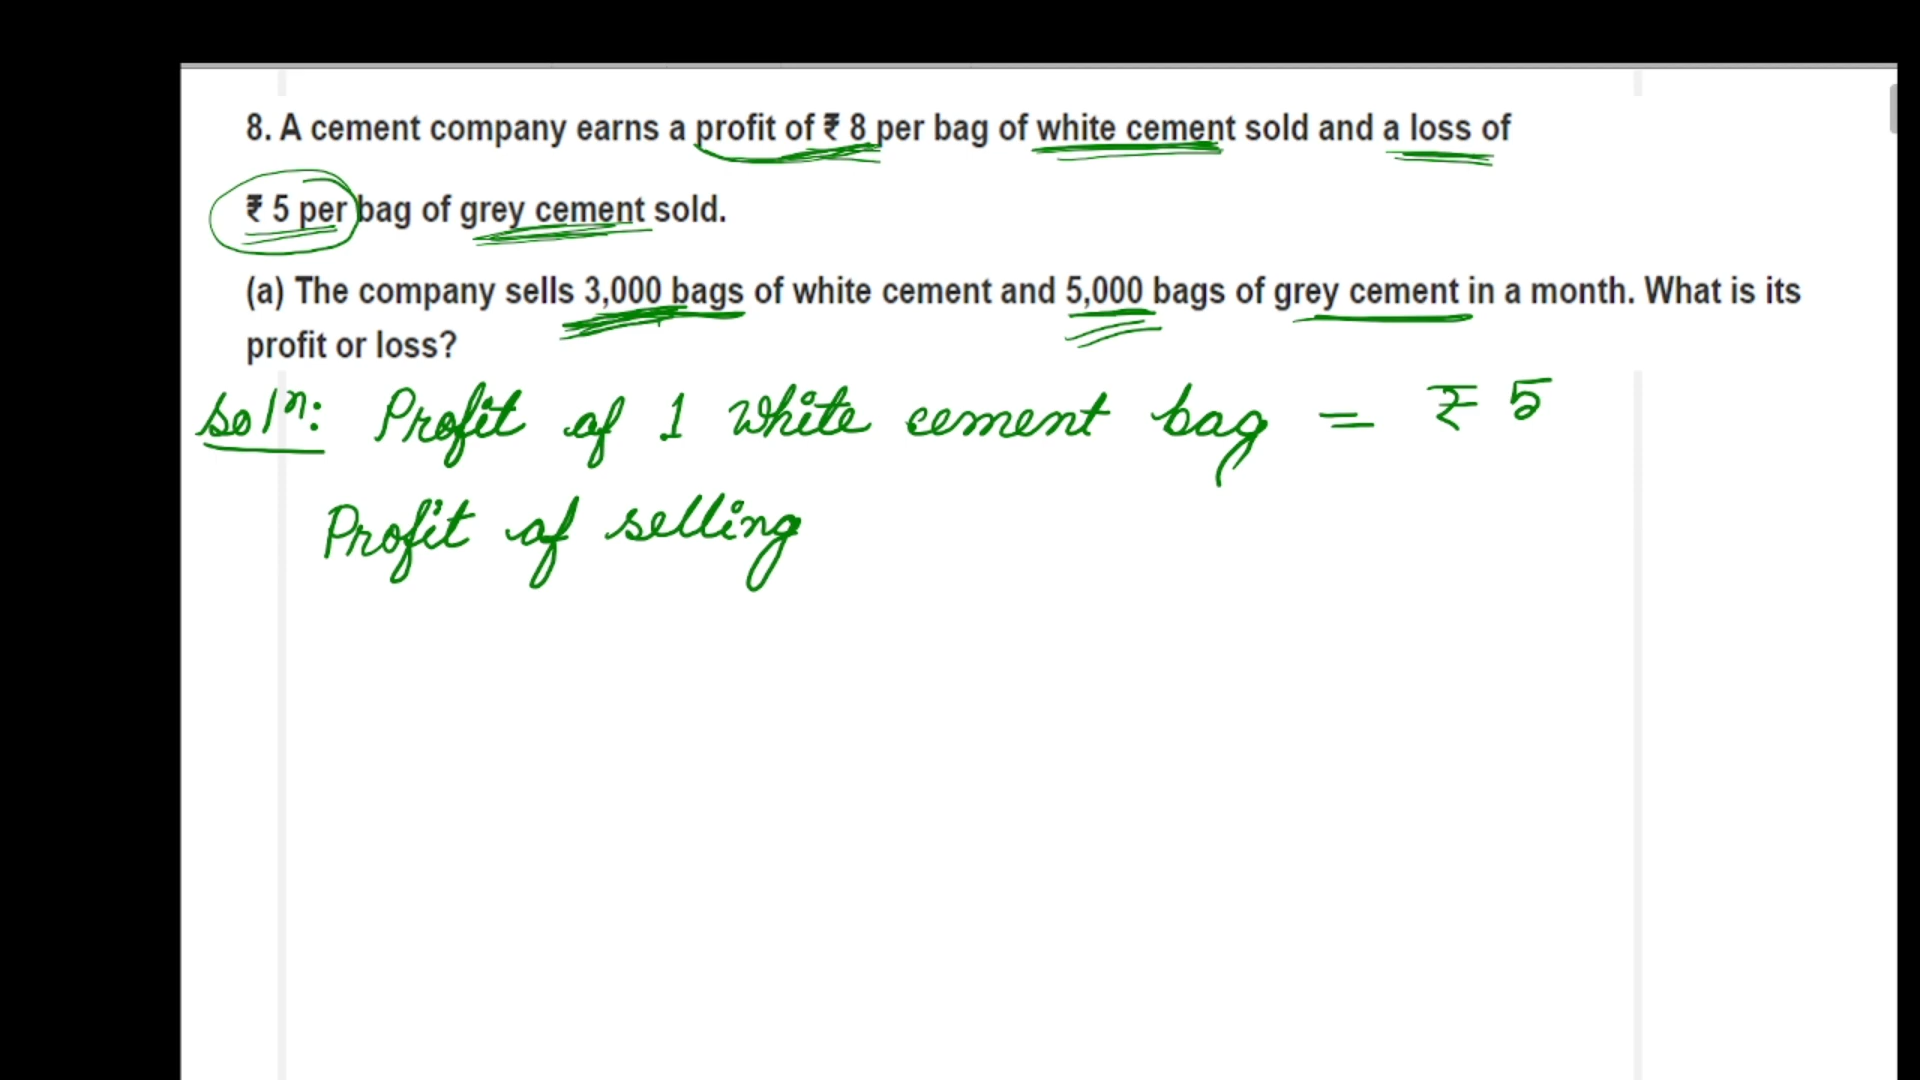 8. A cement company earns a profit of ₹ 8 per bag of white cement sold and a loss of
₹ 5 per bag of grey cement sold.
(a) The company sells 3,000 bags of white cement and 5,000 bags of grey cement in a month. What is its
profit or loss?
Solⁿ: Profit of 1 White cement bag = ₹ 5
Profit of selling